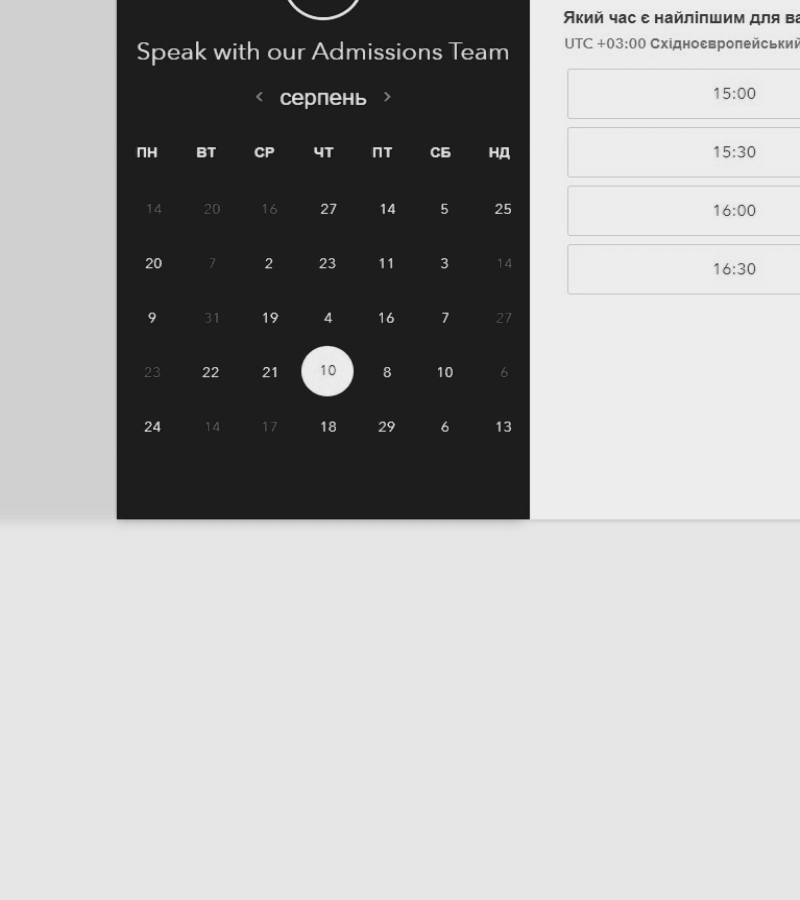 Speak with our Admissions Team
‹ серпень ›
ПН ВТ СР ЧТ ПТ СБ НД
14 20 16 27 14 5 25
20 7 2 23 11 3 14
9 31 19 4 16 7 27
23 22 21 10 8 10 6
24 14 17 18 29 6 13
Який час є найліпшим для
UTC +03:00 Східноєвропейський
15:00
15:30
16:00
16:30